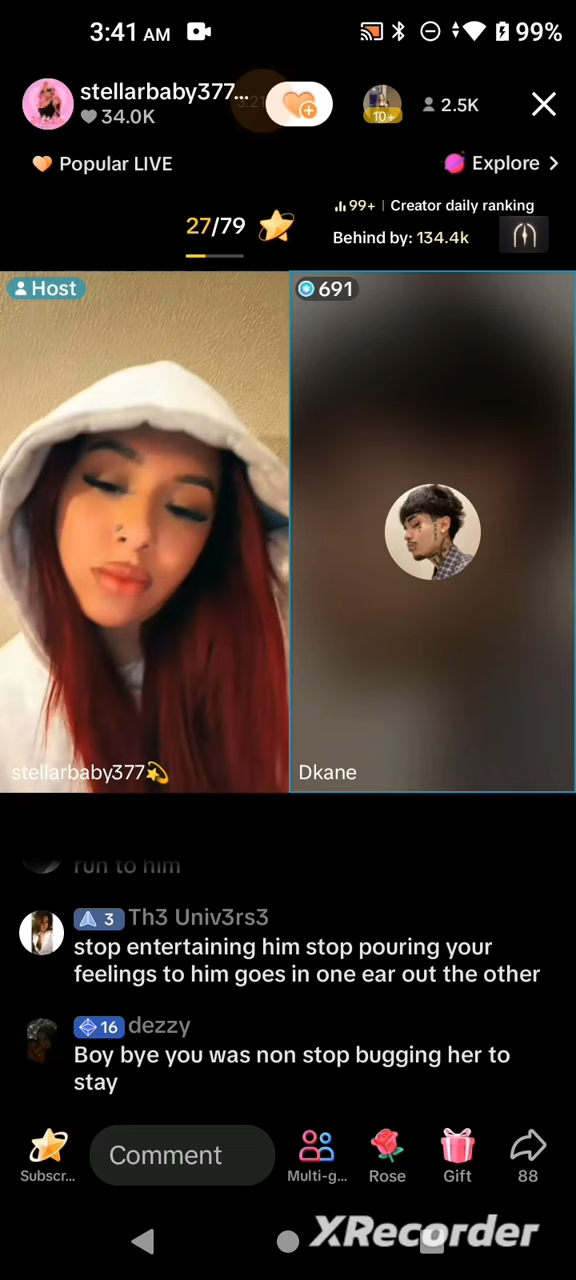 3:41 AM
99%
stellarbaby377...
34.0K
10+
2.5K
Popular LIVE
Explore >
27/79
99+ | Creator daily ranking
Behind by: 134.4k
Host
691
stellarbaby377💫
Dkane
run to him
3 Th3 Univ3rs3
stop entertaining him stop pouring your
feelings to him goes in one ear out the other
16 dezzy
Boy bye you was non stop bugging her to
stay
Comment
Subscr...
Multi-g...
Rose
Gift
88
XRecorder